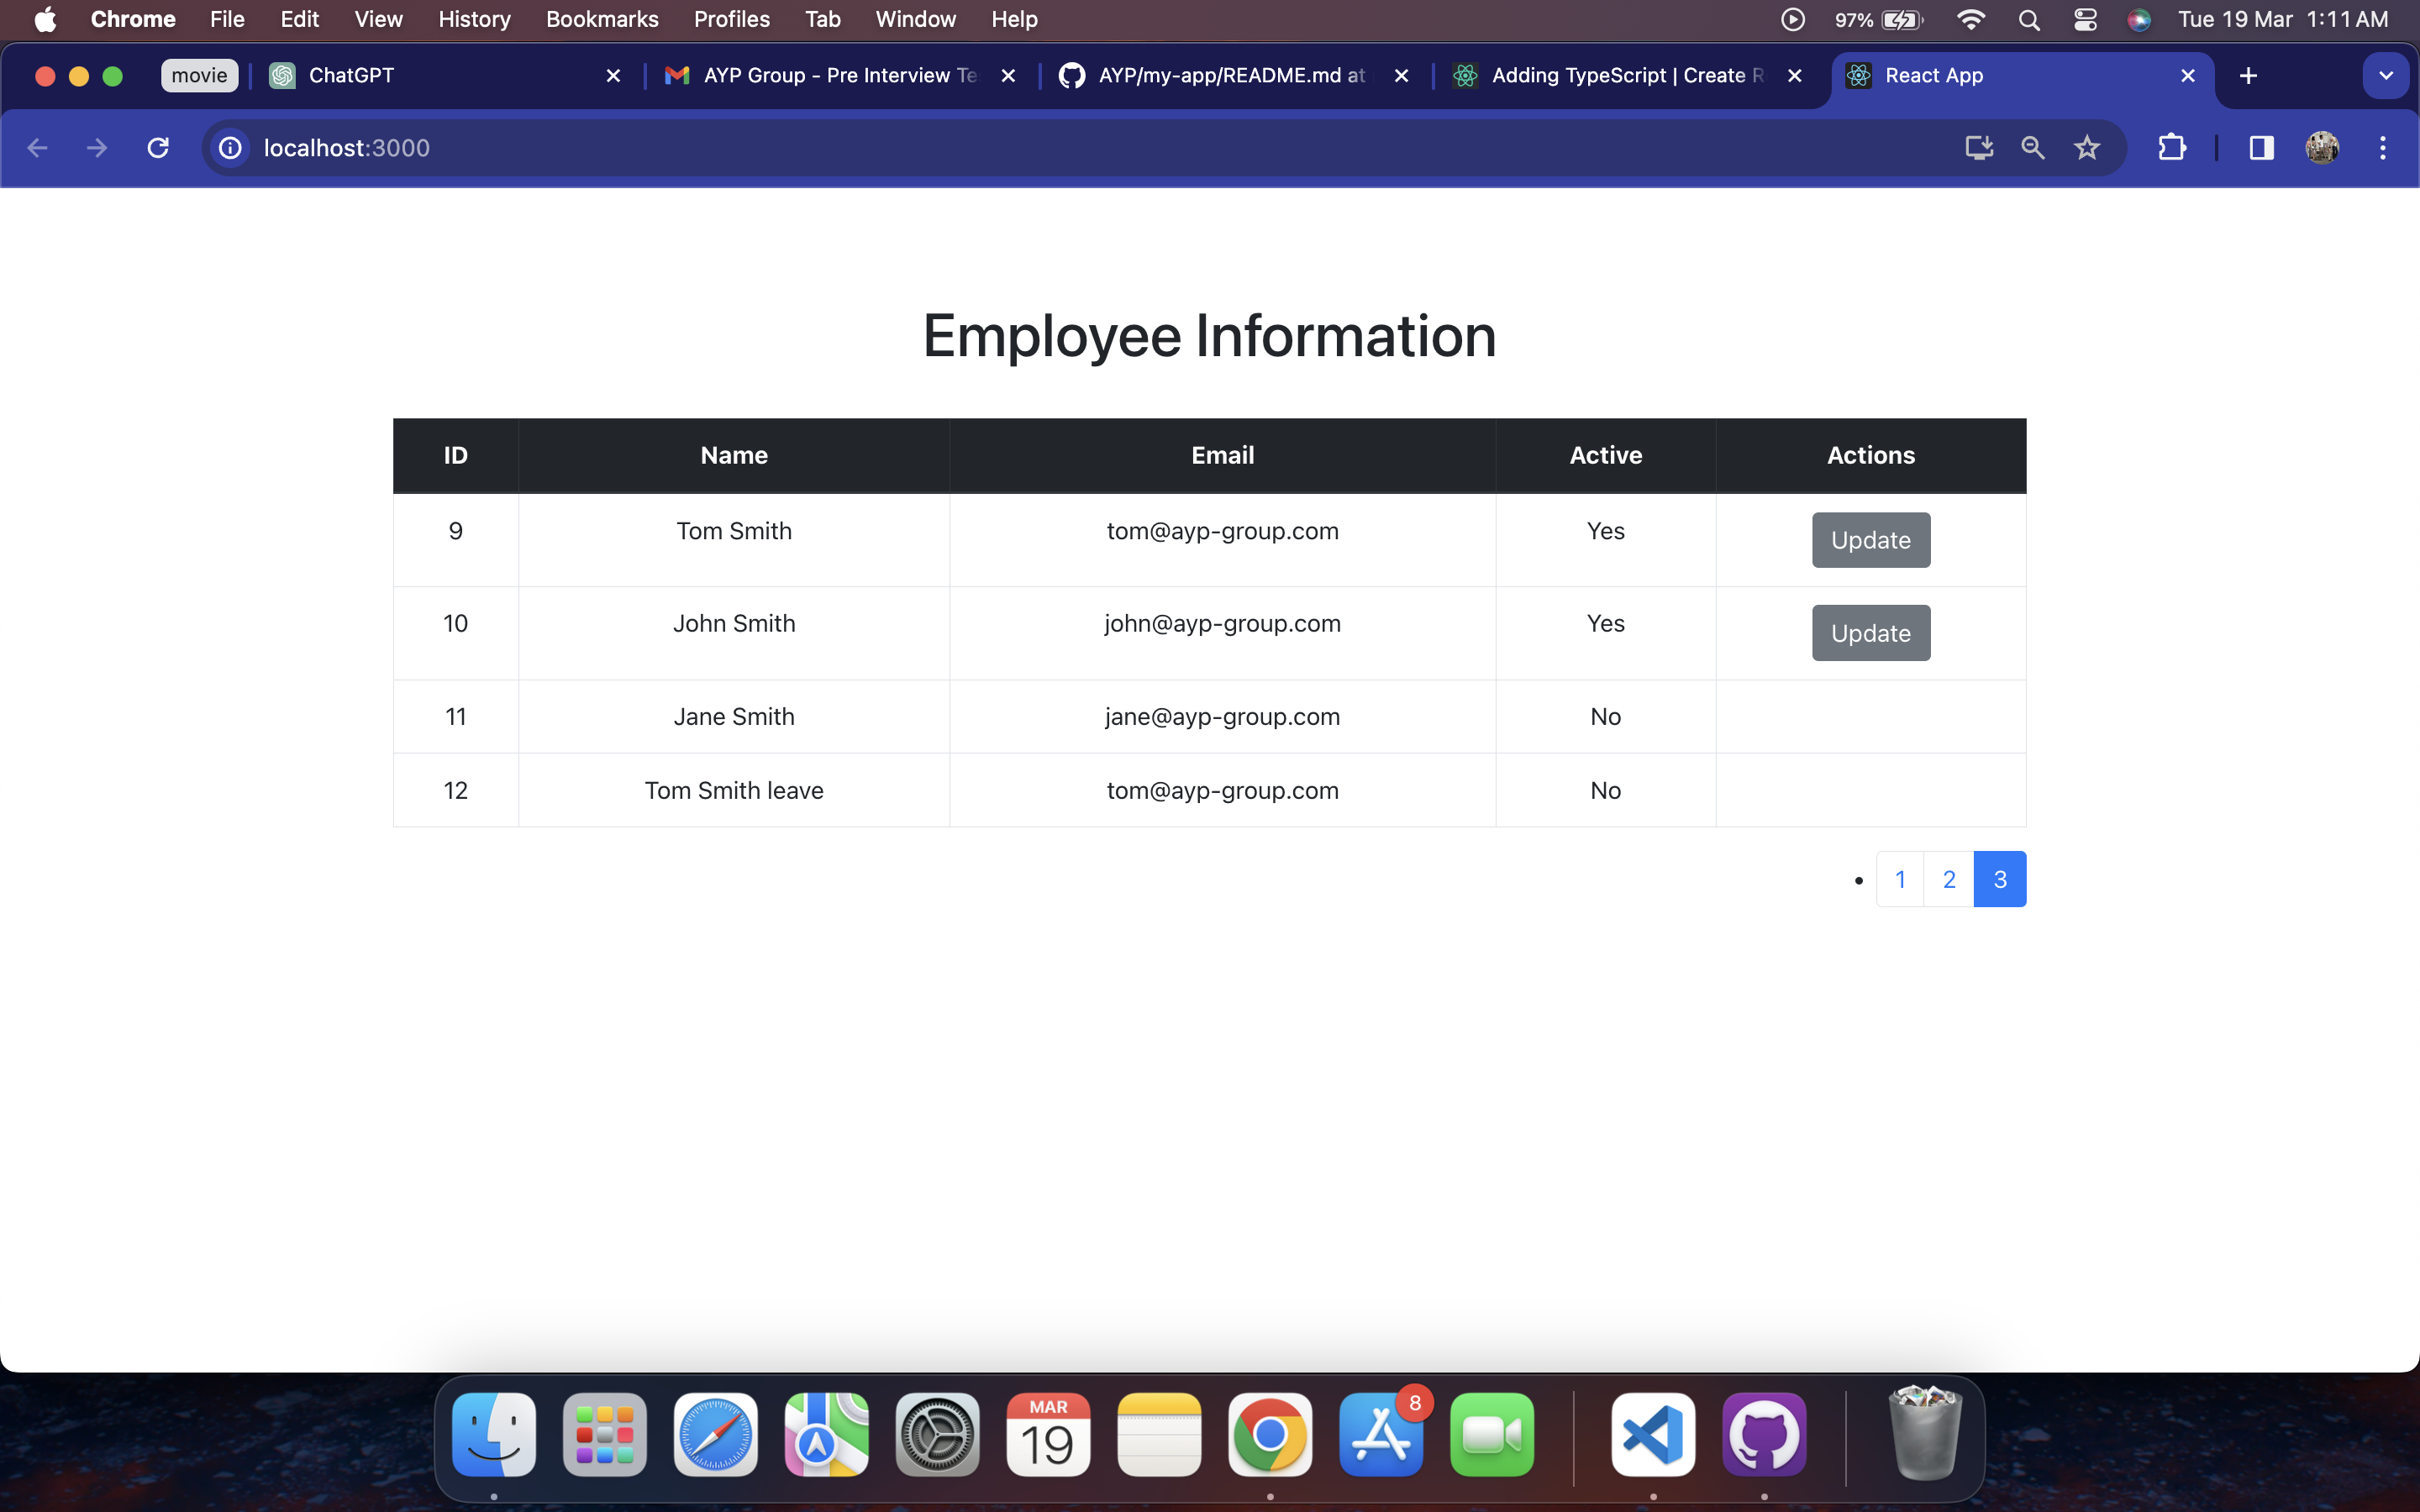 Chrome File Edit View History Bookmarks Profiles Tab Window Help 97% Tue 19 Mar 1:11 AM
movie ChatGPT AYP Group - Pre Interview Te AYP/my-app/README.md at Adding TypeScript | Create R React App
localhost:3000
Employee Information
ID Name Email Active Actions
9 Tom Smith tom@ayp-group.com Yes Update
10 John Smith john@ayp-group.com Yes Update
11 Jane Smith jane@ayp-group.com No
12 Tom Smith leave tom@ayp-group.com No
• 1 2 3
MAR 8
19